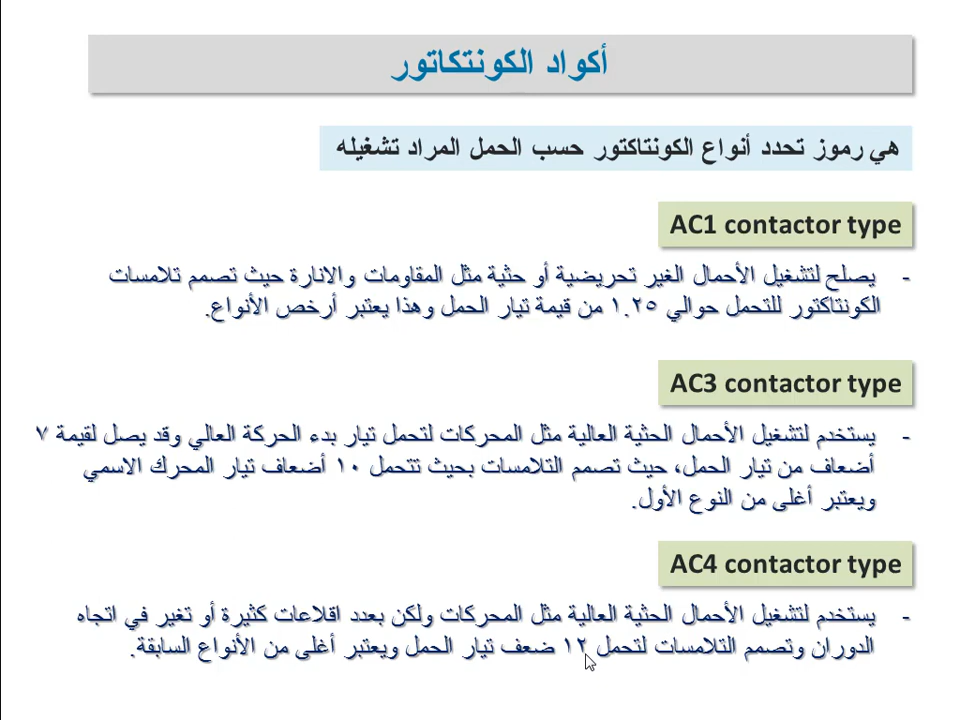 أكواد الكونتكاتور
هي رموز تحدد أنواع الكونتاكتور حسب الحمل المراد تشغيله
AC1 contactor type
- يصلح لتشغيل الأحمال الغير تحريضية أو حثية مثل المقاومات والانارة حيث تصمم تلامسات
الكونتاكتور للتحمل حوالي ١.٢٥ من قيمة تيار الحمل وهذا يعتبر أرخص الأنواع.
AC3 contactor type
- يستخدم لتشغيل الأحمال الحثية العالية مثل المحركات لتحمل تيار بدء الحركة العالي وقد يصل لقيمة ٧
أضعاف من تيار الحمل، حيث تصمم التلامسات بحيث تتحمل ١٠ أضعاف تيار المحرك الاسمي
ويعتبر أغلى من النوع الأول.
AC4 contactor type
- يستخدم لتشغيل الأحمال الحثية العالية مثل المحركات ولكن بعدد اقلاعات كثيرة أو تغير في اتجاه
الدوران وتصمم التلامسات لتحمل ١٢ ضعف تيار الحمل ويعتبر أغلى من الأنواع السابقة.